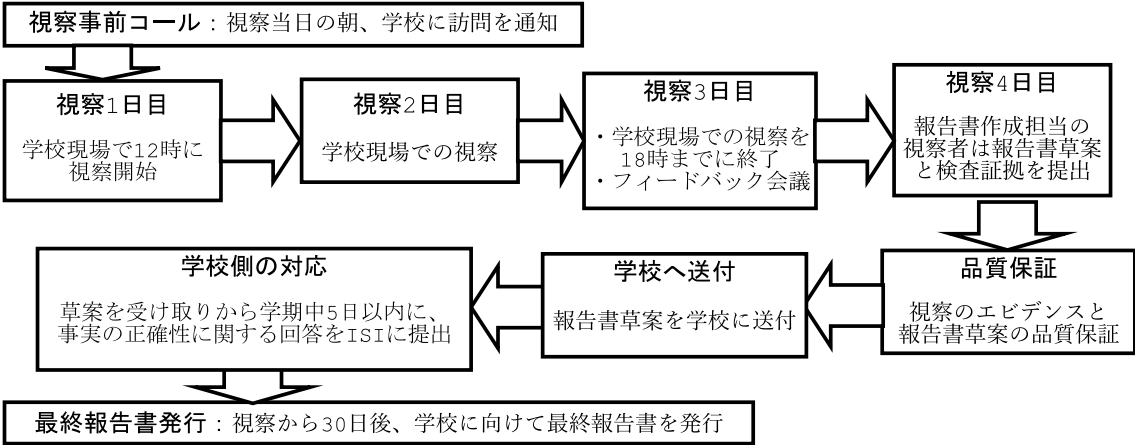 視察事前コール：視察当日の朝、学校に訪問を通知
視察1日目
学校現場で12時に
視察開始
視察2日目
学校現場での視察
視察3日目
・学校現場での視察を
18時までに終了
・フィードバック会議
視察4日目
報告書作成担当の
視察者は報告書草案
と検査証拠を提出
品質保証
視察のエビデンスと
報告書草案の品質保証
学校へ送付
報告書草案を学校に送付
学校側の対応
草案を受け取りから学期中5日以内に、
事実の正確性に関する回答をISIに提出
最終報告書発行：視察から30日後、学校に向けて最終報告書を発行